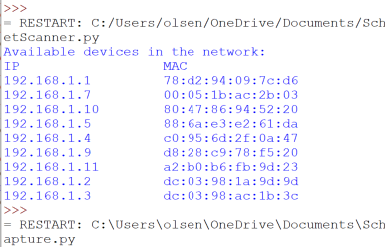 >>>
= RESTART: C:/Users/olsen/OneDrive/Documents/Sch
etScanner.py
Available devices in the network:
IP MAC
192.168.1.1 78:d2:94:09:7c:d6
192.168.1.7 00:05:1b:ac:2b:03
192.168.1.10 80:47:86:94:52:20
192.168.1.5 88:6a:e3:e2:61:da
192.168.1.4 c0:95:6d:2f:0a:47
192.168.1.9 d8:28:c9:78:f5:20
192.168.1.11 a2:b0:b6:fb:9d:23
192.168.1.2 dc:03:98:1a:9d:9d
192.168.1.3 dc:03:98:ac:1b:3c
>>>
= RESTART: C:\Users\olsen\OneDrive\Documents\Sch
apture.py